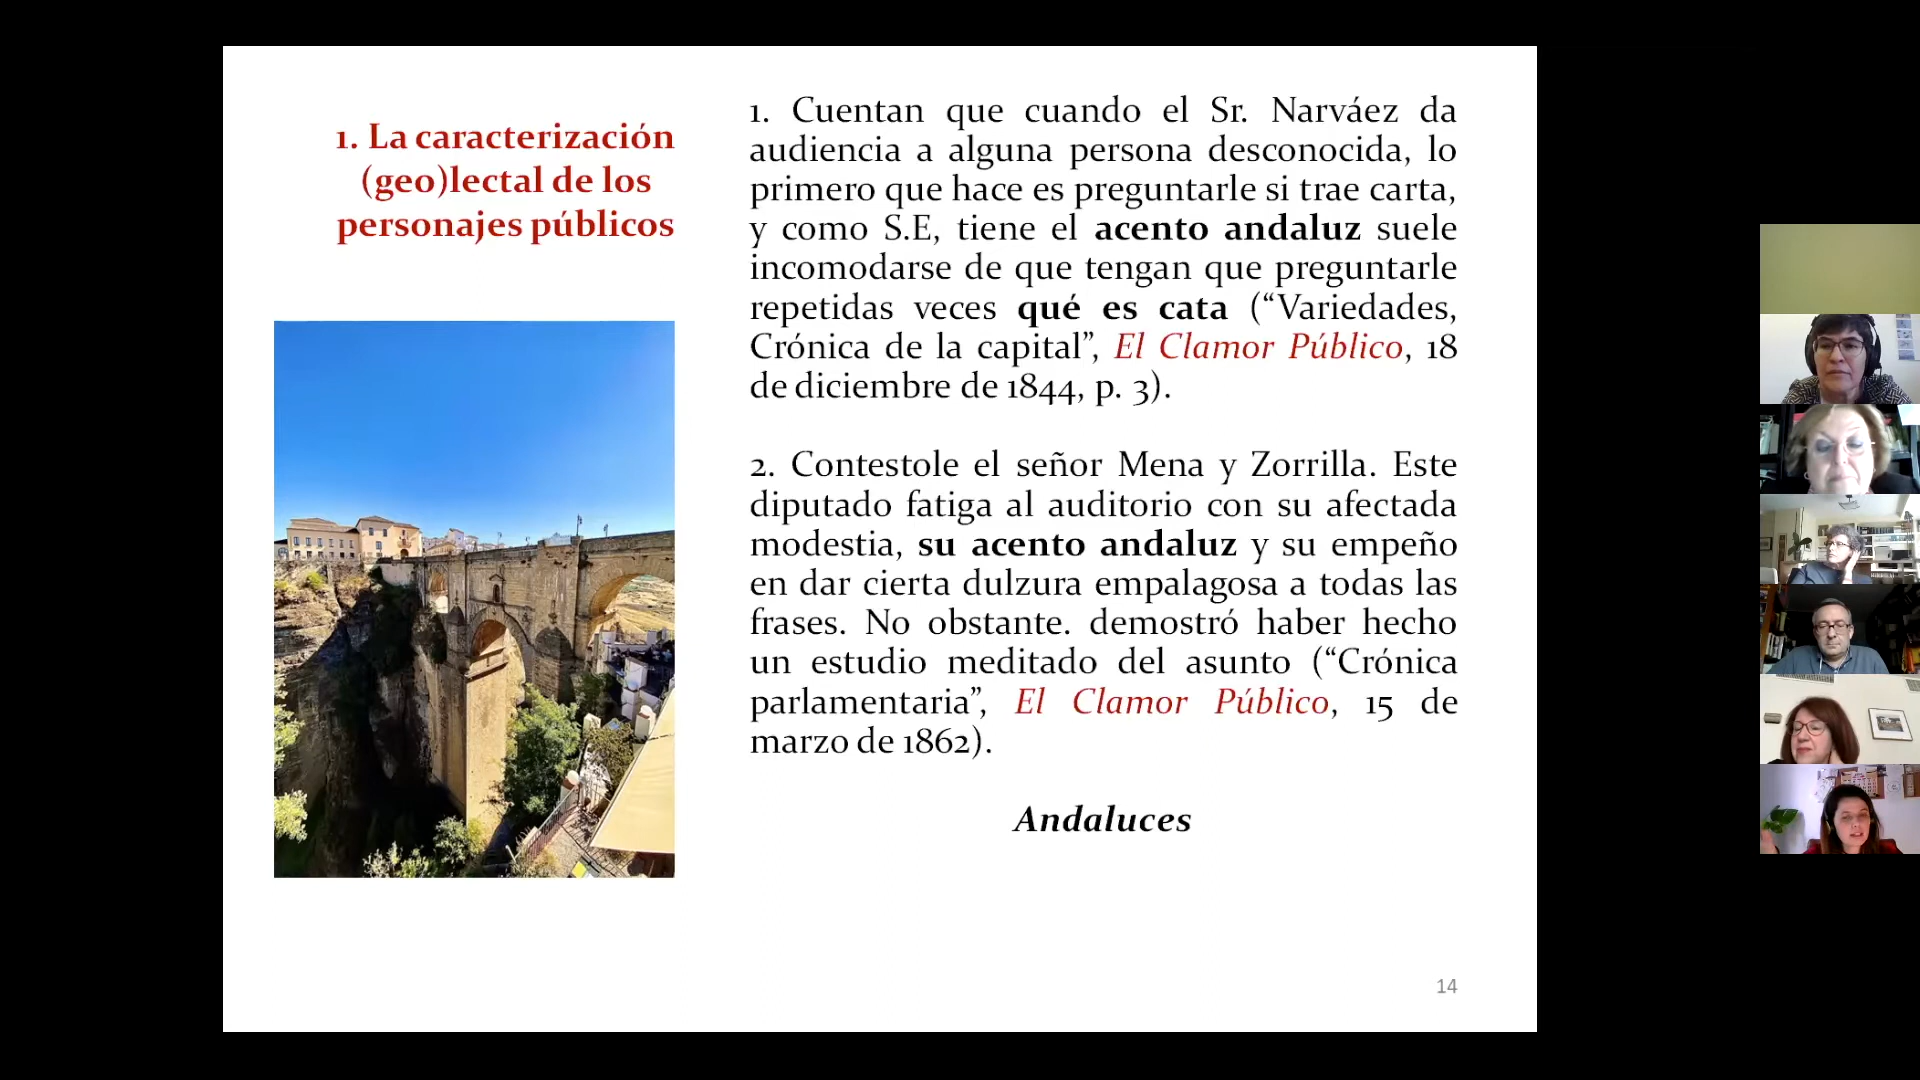 1. La caracterización
(geo)lectal de los
personajes públicos
1. Cuentan que cuando el Sr. Narváez da
audiencia a alguna persona desconocida, lo
primero que hace es preguntarle si trae carta,
y como S.E, tiene el acento andaluz suele
incomodarse de que tengan que preguntarle
repetidas veces qué es cata (“Variedades,
Crónica de la capital”, El Clamor Público, 18
de diciembre de 1844, p. 3).
2. Contestole el señor Mena y Zorrilla. Este
diputado fatiga al auditorio con su afectada
modestia, su acento andaluz y su empeño
en dar cierta dulzura empalagosa a todas las
frases. No obstante. demostró haber hecho
un estudio meditado del asunto (“Crónica
parlamentaria”, El Clamor Público, 15 de
marzo de 1862).
Andaluces
14